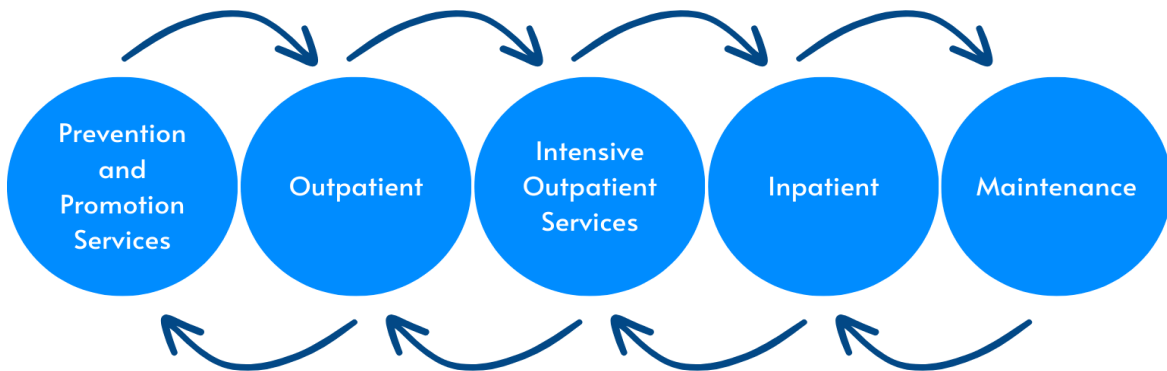 Prevention
and
Promotion
Services
Outpatient
Intensive
Outpatient
Services
Inpatient
Maintenance